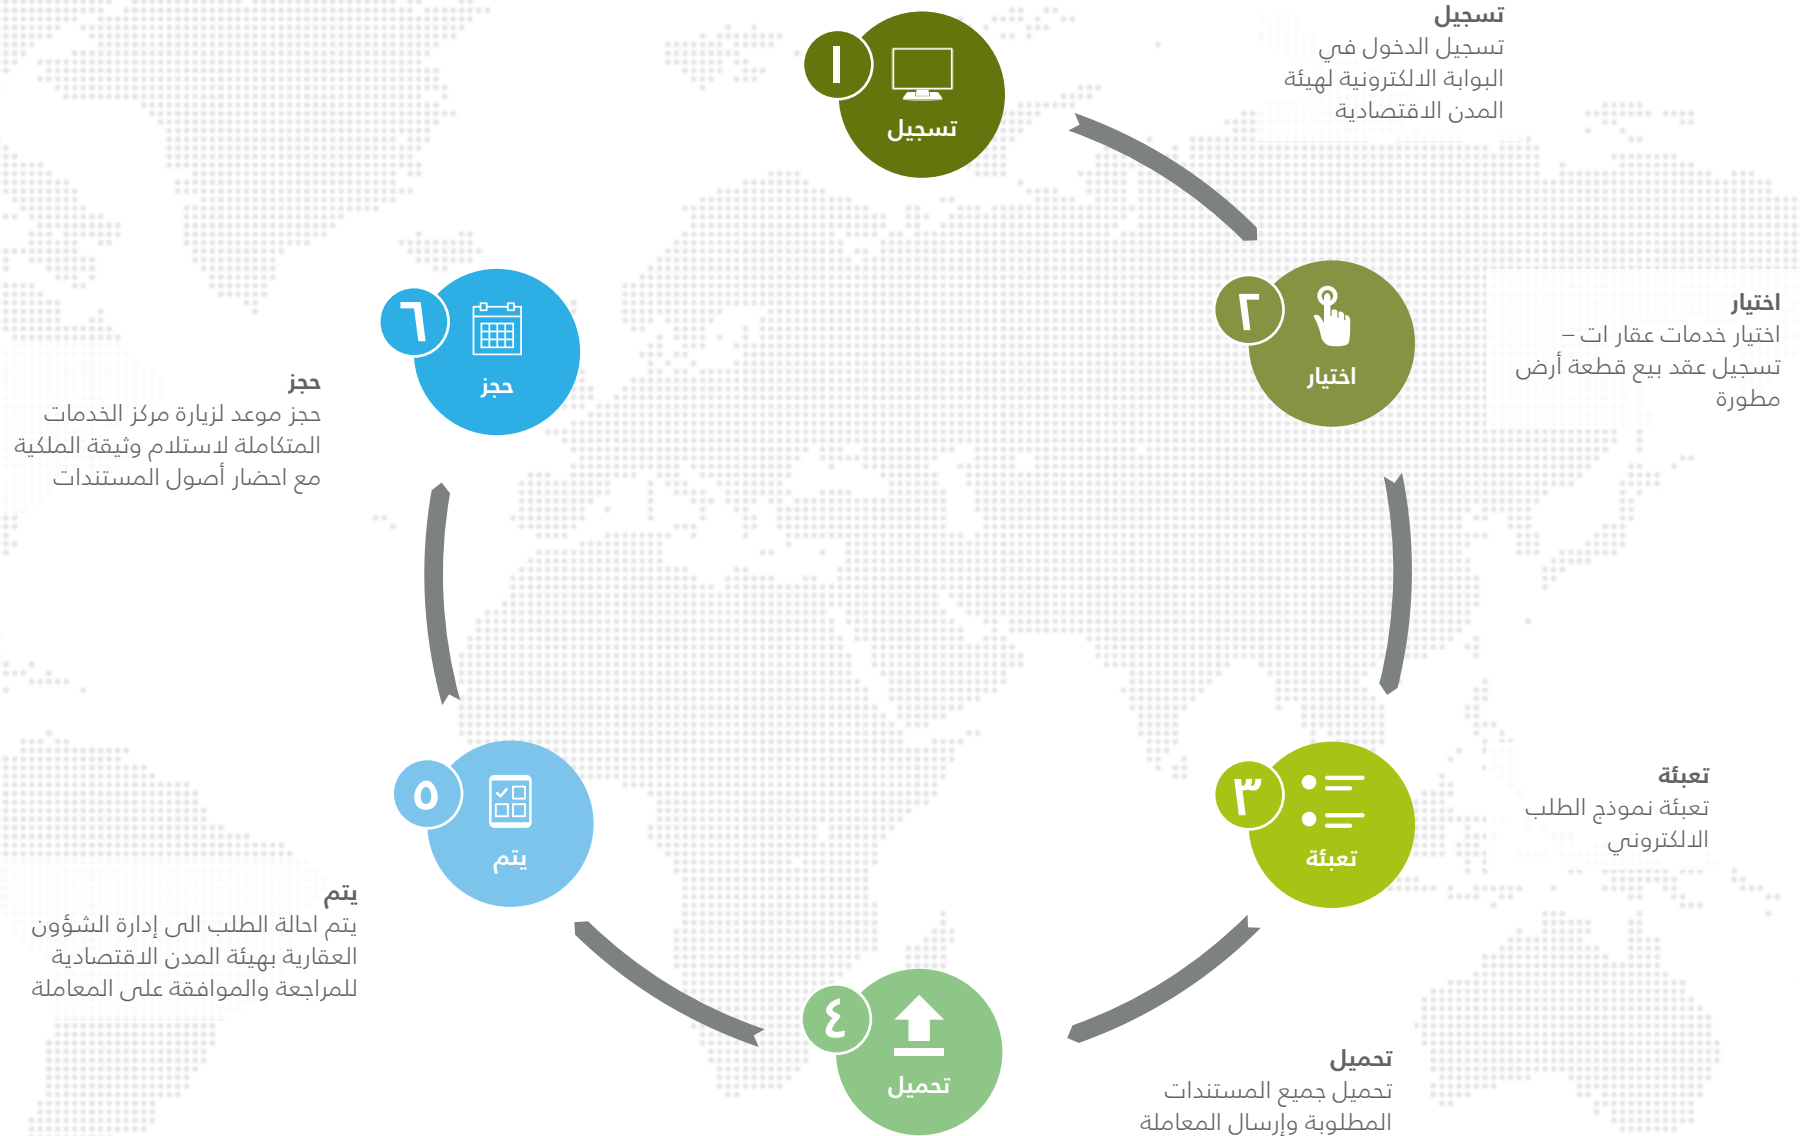 ١
تسجيل
تسجيل
تسجيل الدخول في
البوابة الالكترونية لهيئة
المدن الاقتصادية
٢
اختيار
اختيار
اختيار خدمات عقار ات –
تسجيل عقد بيع قطعة أرض
مطورة
٣
تعبئة
تعبئة
تعبئة نموذج الطلب
الالكتروني
٤
تحميل
تحميل
تحميل جميع المستندات
المطلوبة وإرسال المعاملة
٥
يتم
يتم
يتم احالة الطلب الى إدارة الشؤون
العقارية بهيئة المدن الاقتصادية
للمراجعة والموافقة على المعاملة
٦
حجز
حجز
حجز موعد لزيارة مركز الخدمات
المتكاملة لاستلام وثيقة الملكية
مع احضار أصول المستندات